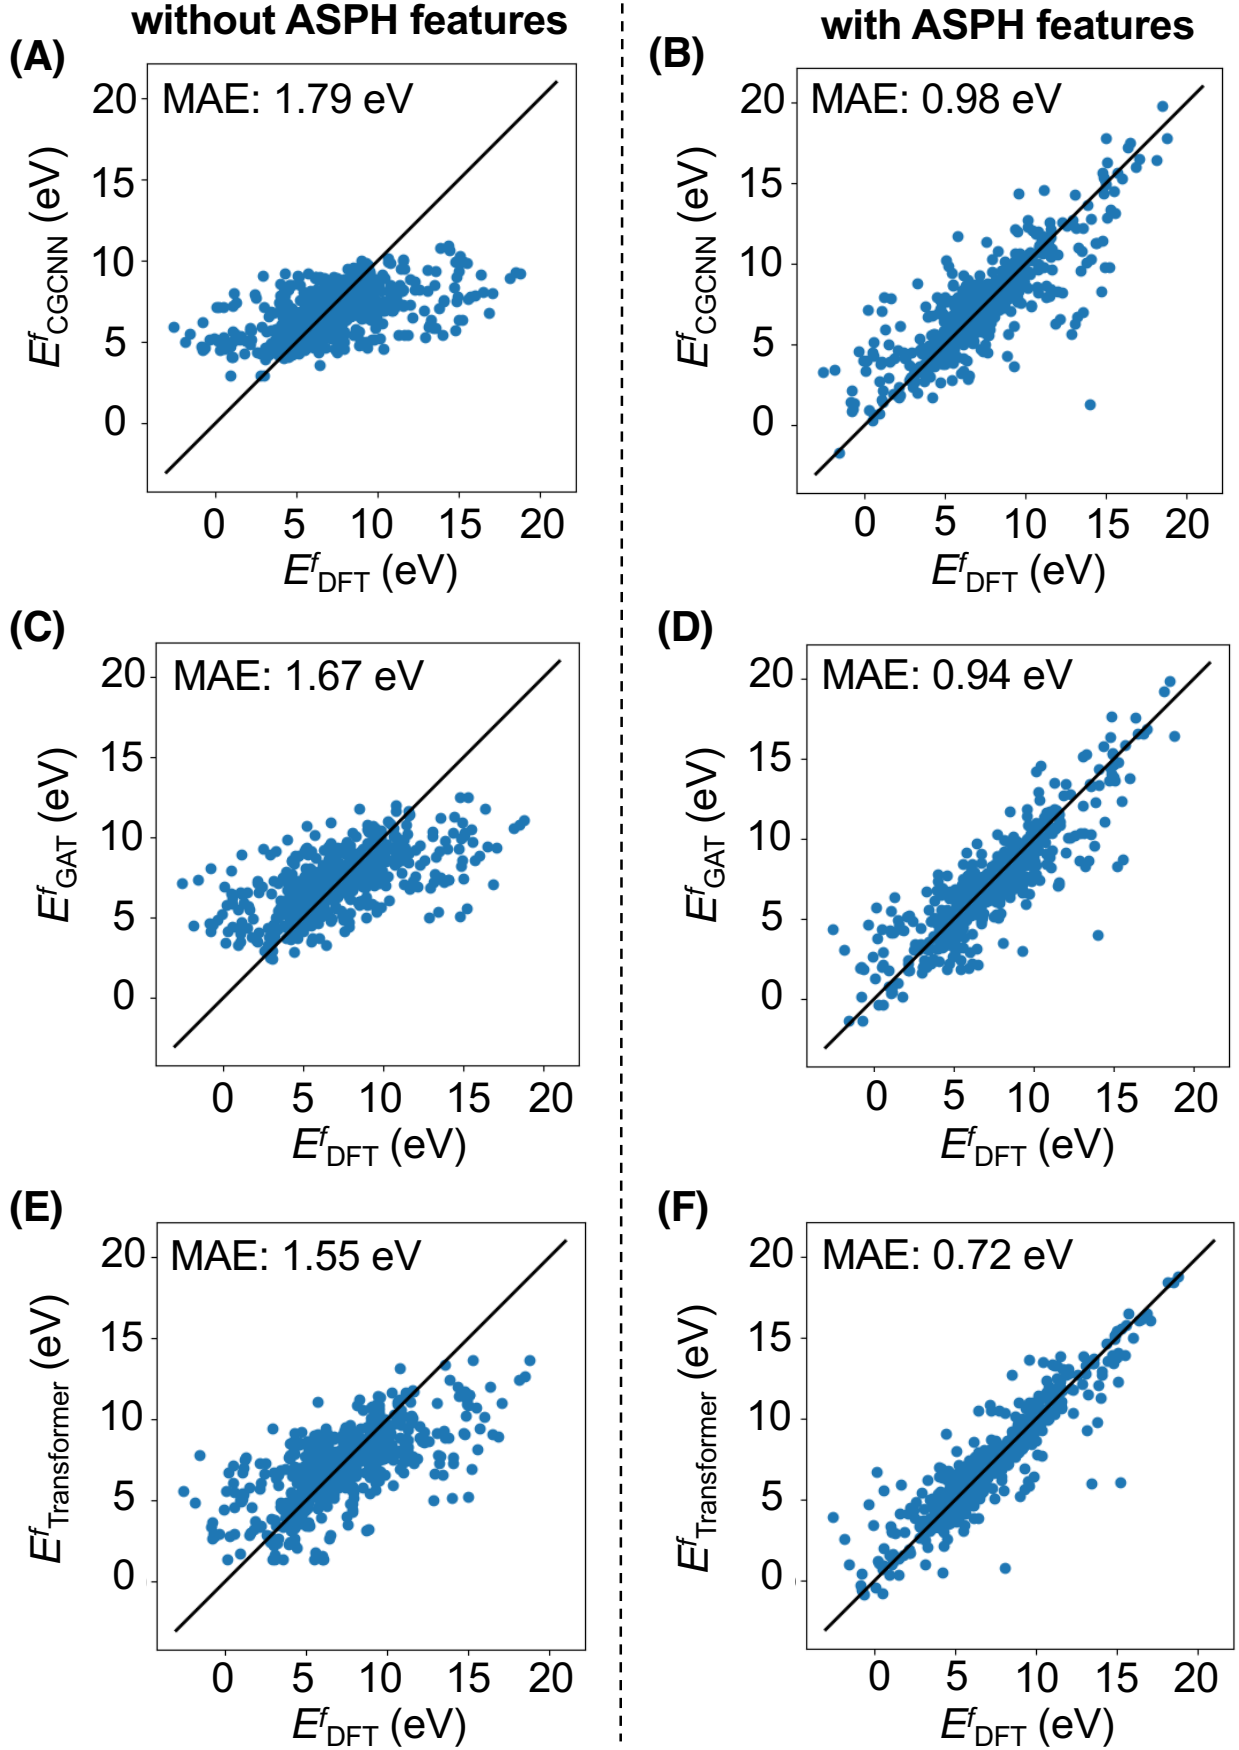 without ASPH features
with ASPH features
(A)
MAE: 1.79 eV
20
15
10
5
0
E^f_CGCNN (eV)
0 5 10 15 20
E^f_DFT (eV)
(B)
MAE: 0.98 eV
20
15
10
5
0
E^f_CGCNN (eV)
0 5 10 15 20
E^f_DFT (eV)
(C)
MAE: 1.67 eV
20
15
10
5
0
E^f_GAT (eV)
0 5 10 15 20
E^f_DFT (eV)
(D)
MAE: 0.94 eV
20
15
10
5
0
E^f_GAT (eV)
0 5 10 15 20
E^f_DFT (eV)
(E)
MAE: 1.55 eV
20
15
10
5
0
E^f_Transformer (eV)
0 5 10 15 20
E^f_DFT (eV)
(F)
MAE: 0.72 eV
20
15
10
5
0
E^f_Transformer (eV)
0 5 10 15 20
E^f_DFT (eV)